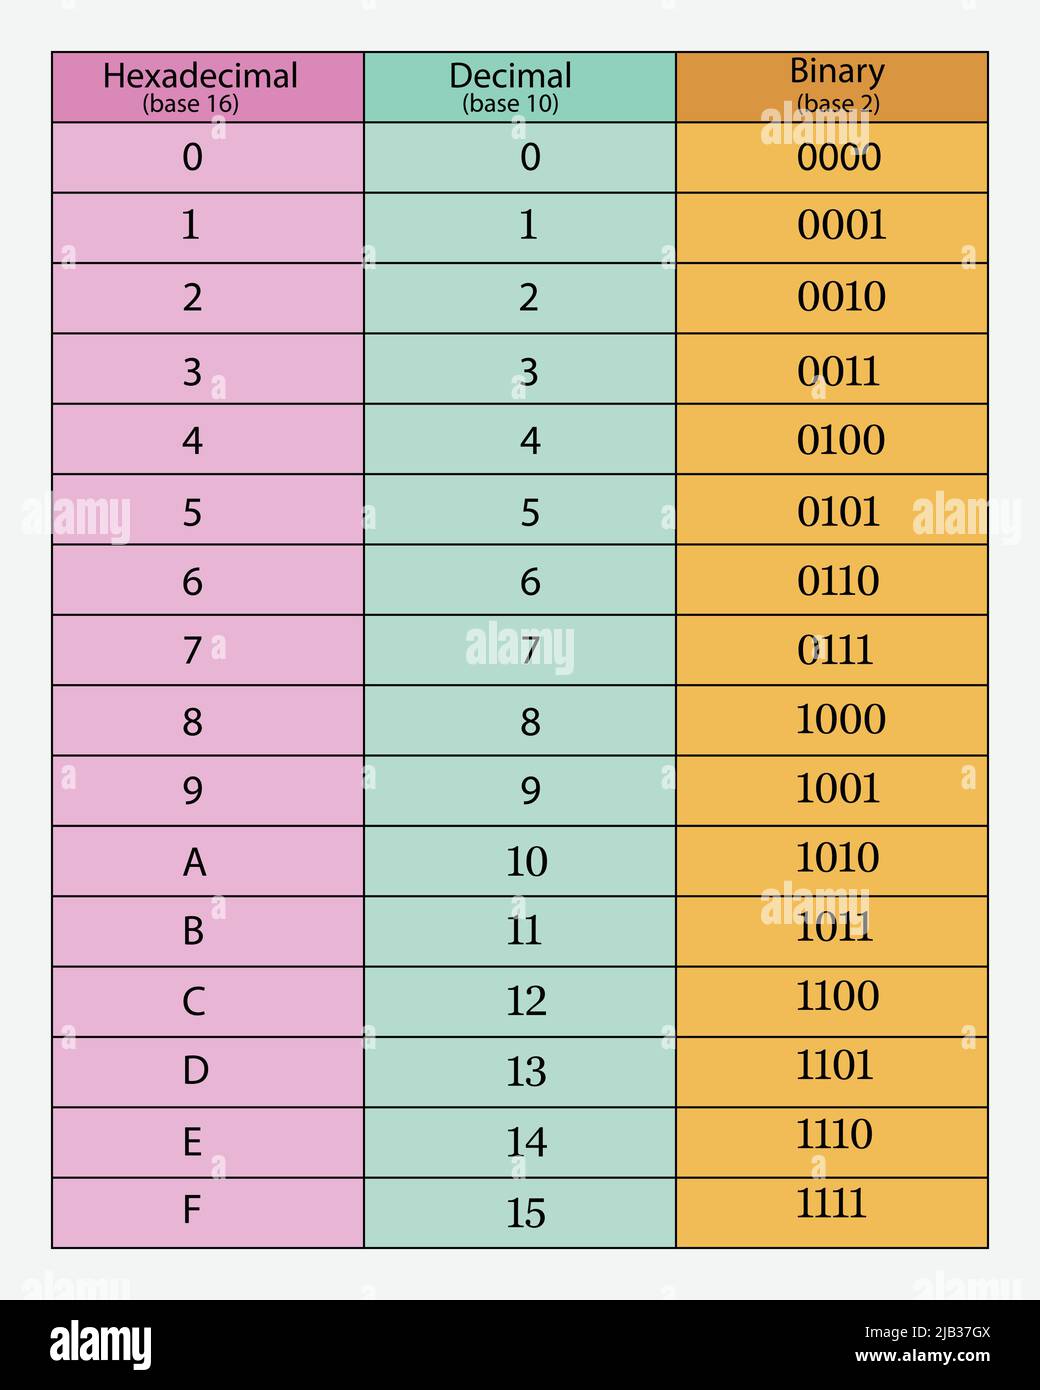 Hexadecimal Decimal Binary
(base 16) (base 10) (base 2)
0 0 0000
1 1 0001
2 2 0010
3 3 0011
4 4 0100
5 5 0101
6 6 0110
7 7 0111
8 8 1000
9 9 1001
A 10 1010
B 11 1011
C 12 1100
D 13 1101
E 14 1110
F 15 1111
alamy
Image ID: 2JB37GX
www.alamy.com